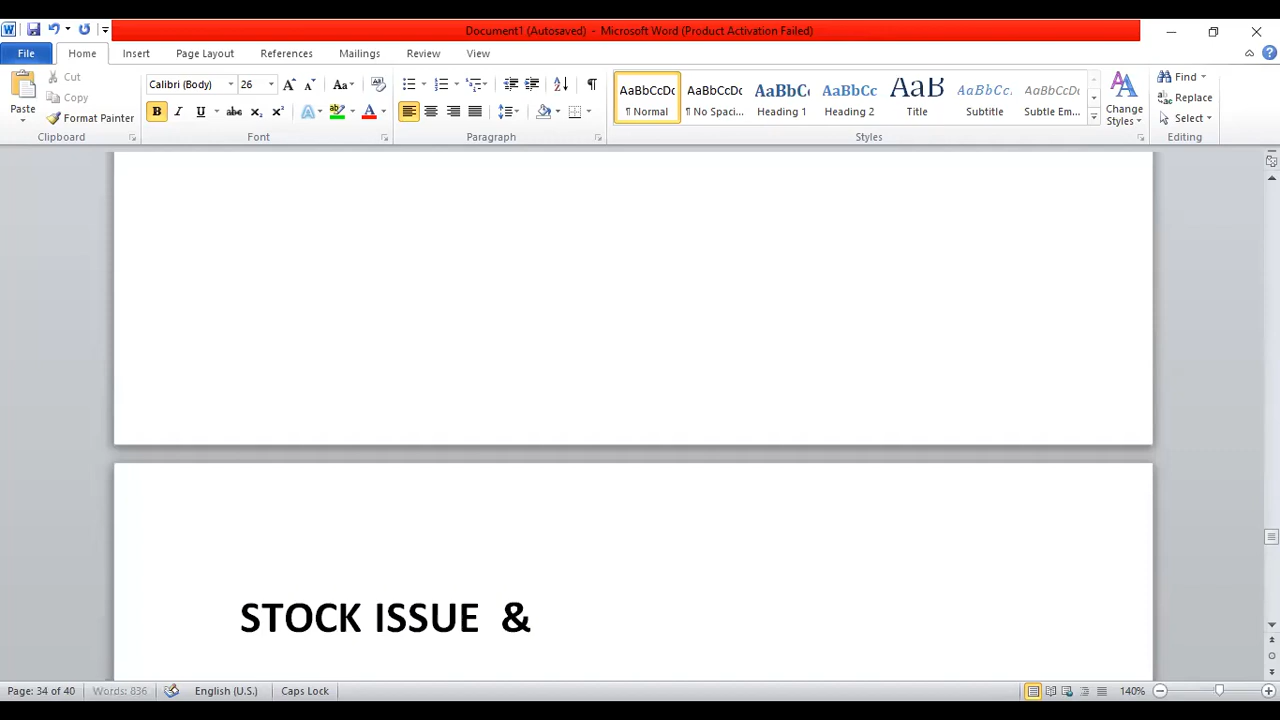 Document1 (Autosaved) - Microsoft Word (Product Activation Failed)
File Home Insert Page Layout References Mailings Review View
Paste
Cut
Copy
Format Painter
Clipboard
Calibri (Body) 26
Font
Paragraph
AaBbCcDc AaBbCcDc AaBbCc AaBbCc AaB AaBbCc. AaBbCcDc
¶ Normal ¶ No Spaci... Heading 1 Heading 2 Title Subtitle Subtle Em...
Styles
Change
Styles
Find
Replace
Select
Editing
STOCK ISSUE &
Page: 34 of 40 Words: 836 English (U.S.) Caps Lock 140%